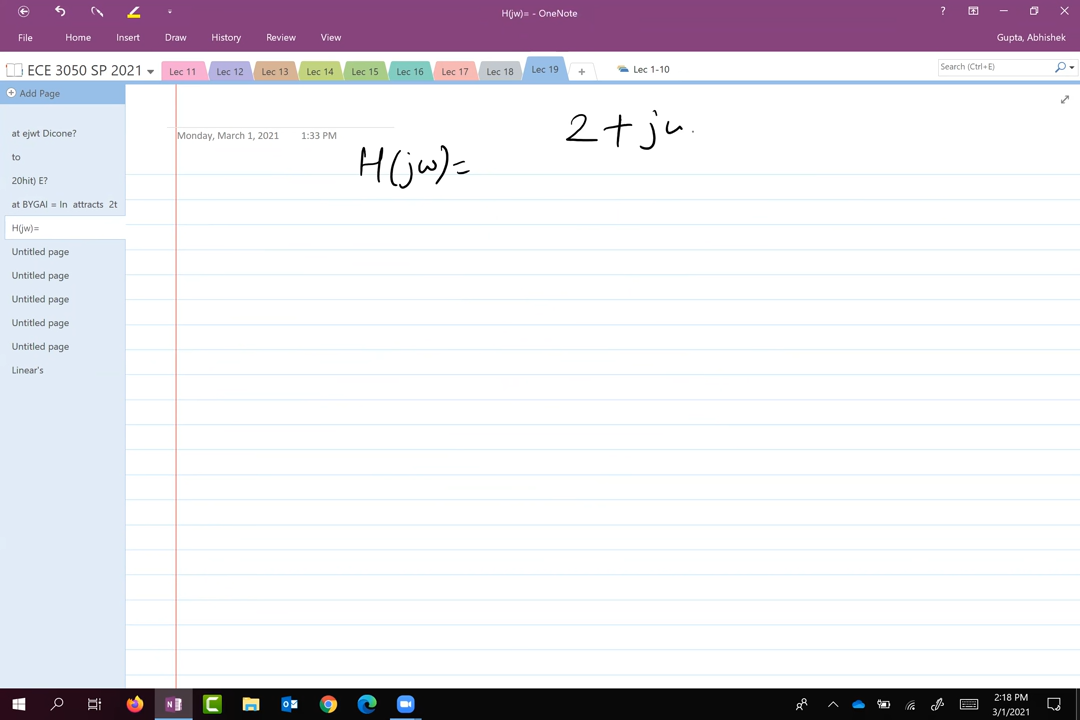 H(jw)= - OneNote
File Home Insert Draw History Review View
Gupta, Abhishek
ECE 3050 SP 2021
Lec 11
Lec 12
Lec 13
Lec 14
Lec 15
Lec 16
Lec 17
Lec 18
Lec 19
Lec 1-10
Search (Ctrl+E)
Add Page
at ejwt Dicone?
to
20hit) E?
at BYGAI = In attracts 2t
H(jw)=
Untitled page
Untitled page
Untitled page
Untitled page
Untitled page
Linear's
Monday, March 1, 2021 1:33 PM
2 + j
H(jω)=
2:18 PM
3/1/2021